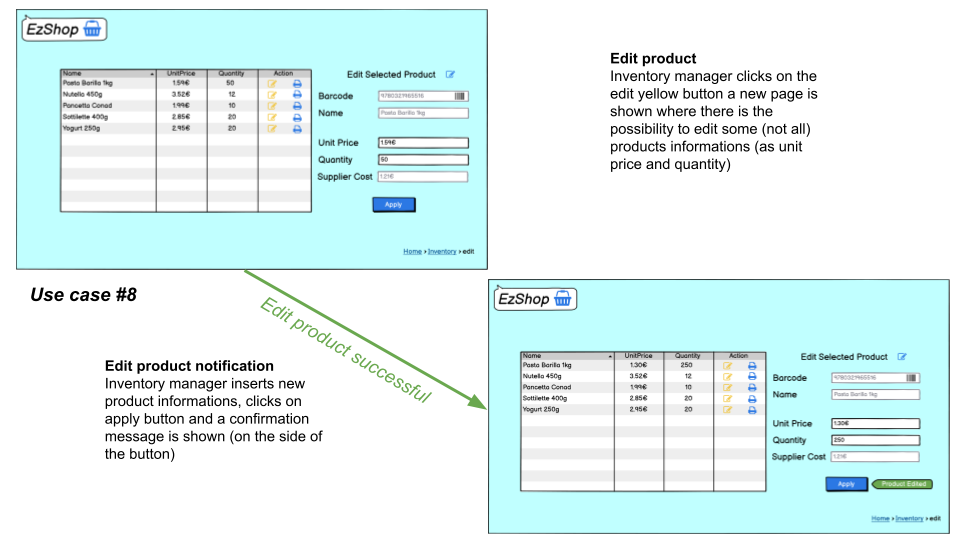 EzShop
Name UnitPrice Quantity Action
Pasta Barilla 1kg 1.59€ 50
Nutella 450g 3.52€ 12
Pancetta Conad 1.99€ 10
Sottilette 400g 2.85€ 20
Yogurt 250g 2.95€ 20
Edit Selected Product
Barcode 9780321965516
Name Pasta Barilla 1kg
Unit Price 1.59€
Quantity 50
Supplier Cost 1.21€
Apply
Home > Inventory > edit
Edit product
Inventory manager clicks on the
edit yellow button a new page is
shown where there is the
possibility to edit some (not all)
products informations (as unit
price and quantity)
Use case #8
Edit product successful
Edit product notification
Inventory manager inserts new
product informations, clicks on
apply button and a confirmation
message is shown (on the side of
the button)
EzShop
Name UnitPrice Quantity Action
Pasta Barilla 1kg 1.30€ 250
Nutella 450g 3.52€ 12
Pancetta Conad 1.99€ 10
Sottilette 400g 2.85€ 20
Yogurt 250g 2.95€ 20
Edit Selected Product
Barcode 9780321965516
Name Pasta Barilla 1kg
Unit Price 1.30€
Quantity 250
Supplier Cost 1.21€
Apply Product Edited
Home > Inventory > edit